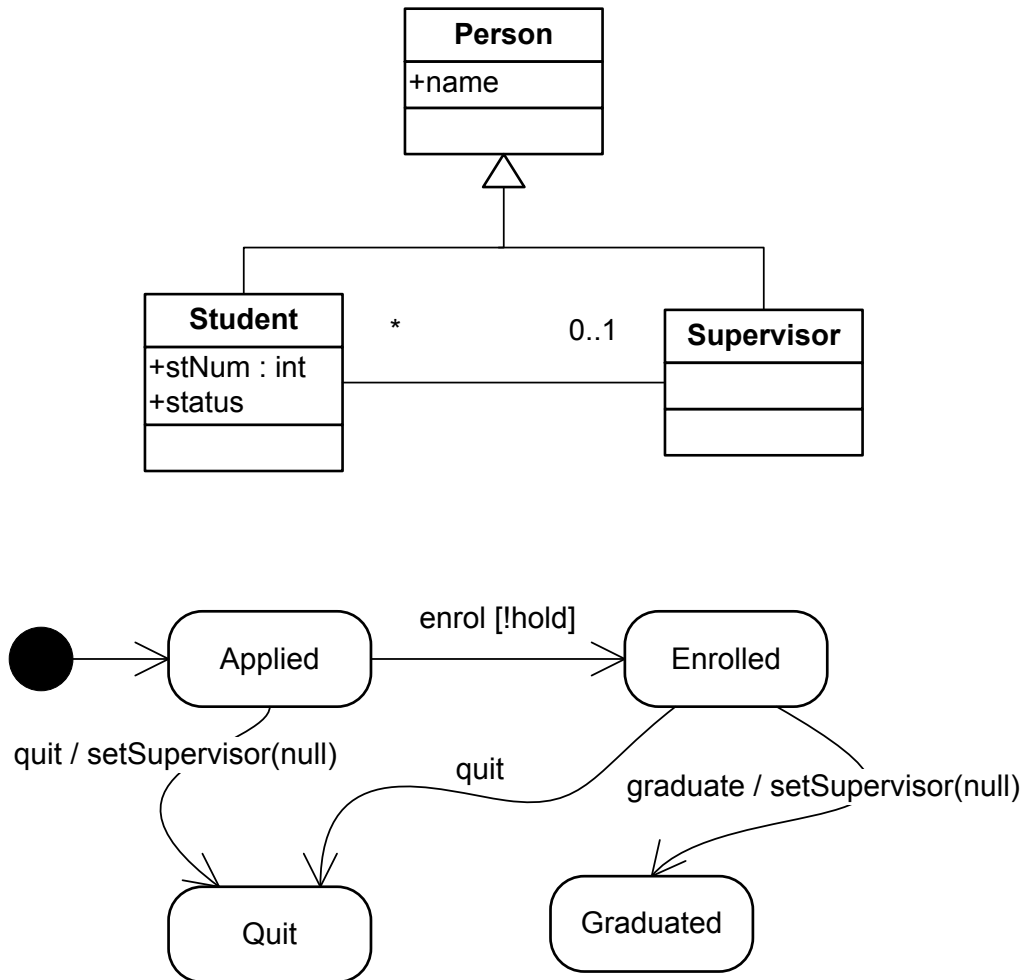 Person
+name
Student
* 0..1
Supervisor
+stNum : int
+status
enrol [!hold]
Applied
Enrolled
quit / setSupervisor(null)
quit
graduate / setSupervisor(null)
Quit
Graduated